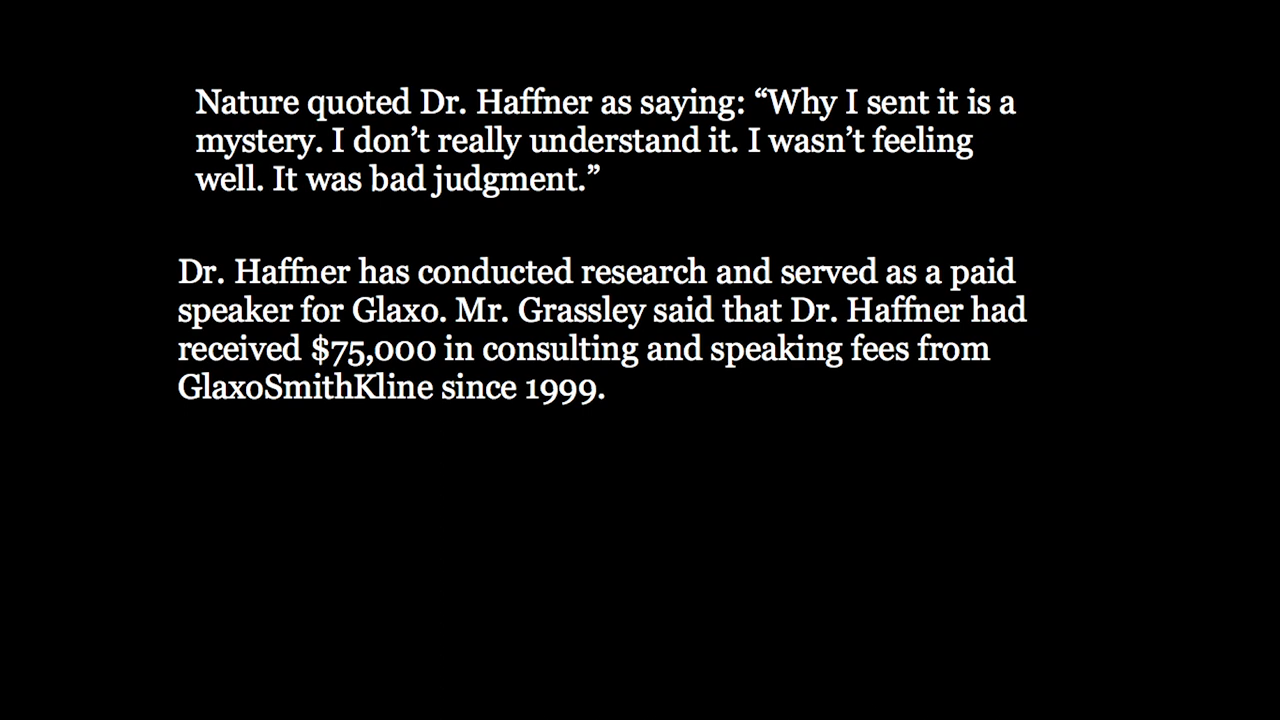 Nature quoted Dr. Haffner as saying: “Why I sent it is a
mystery. I don’t really understand it. I wasn’t feeling
well. It was bad judgment.”
Dr. Haffner has conducted research and served as a paid
speaker for Glaxo. Mr. Grassley said that Dr. Haffner had
received $75,000 in consulting and speaking fees from
GlaxoSmithKline since 1999.